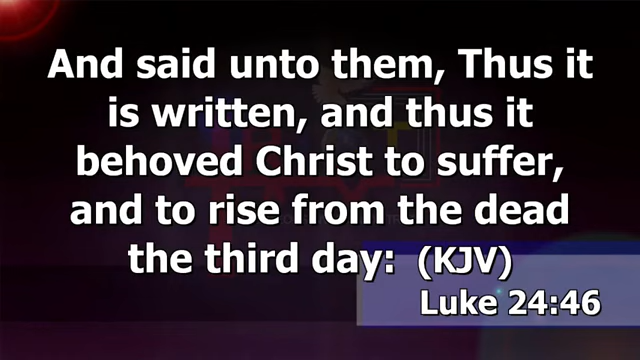 And said unto them, Thus it
is written, and thus it
behoved Christ to suffer,
and to rise from the dead
the third day: (KJV)
Luke 24:46